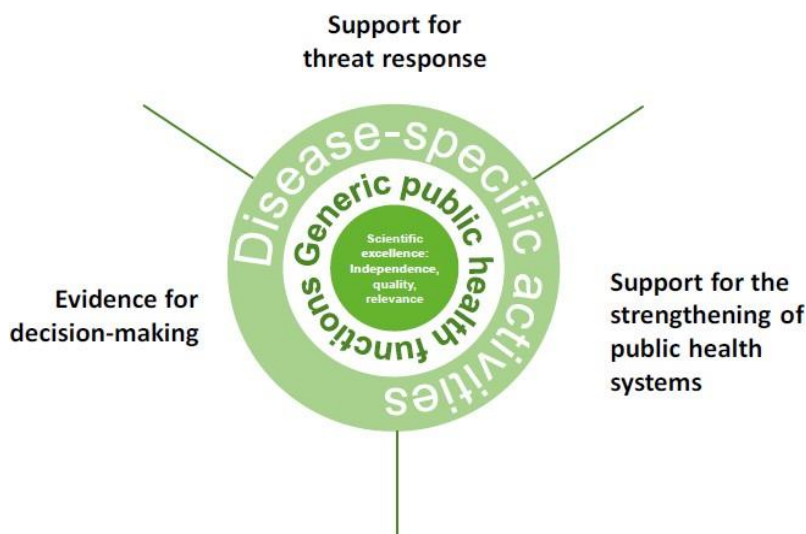 Support for
threat response
Disease-specific activities
Generic public health functions
Scientific
excellence:
Independence,
quality,
relevance
Evidence for
decision-making
Support for the
strengthening of
public health
systems